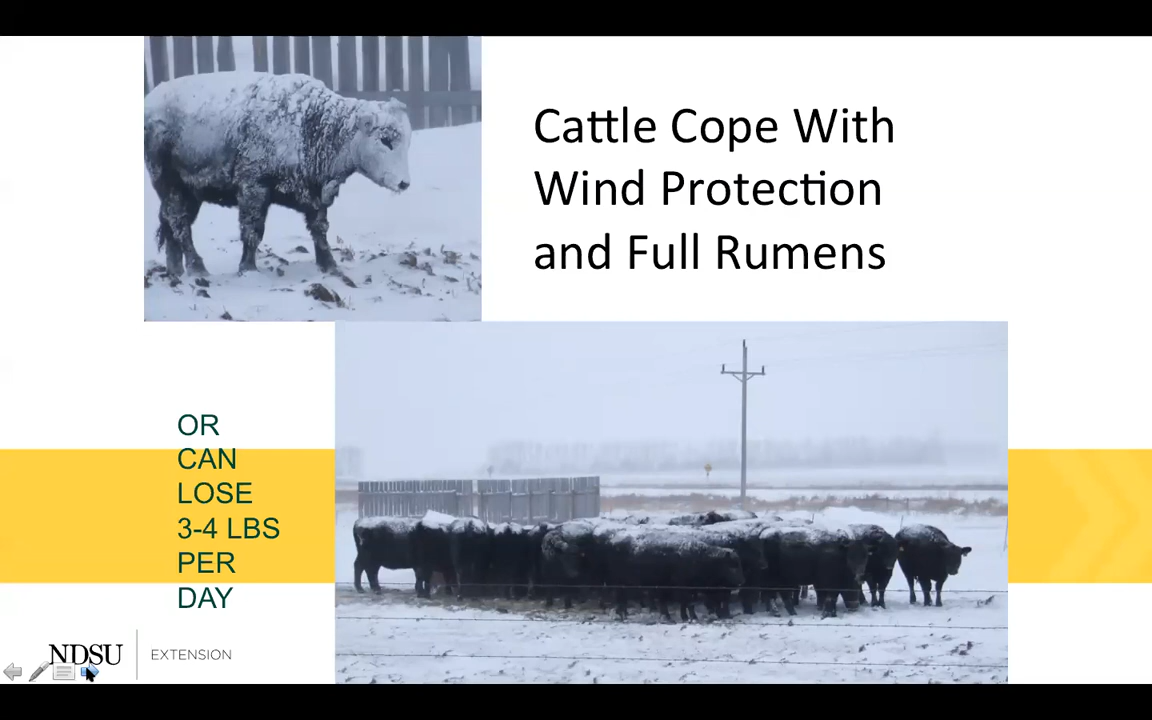 Cattle Cope With
Wind Protection
and Full Rumens
OR
CAN
LOSE
3-4 LBS
PER
DAY
NDSU
EXTENSION